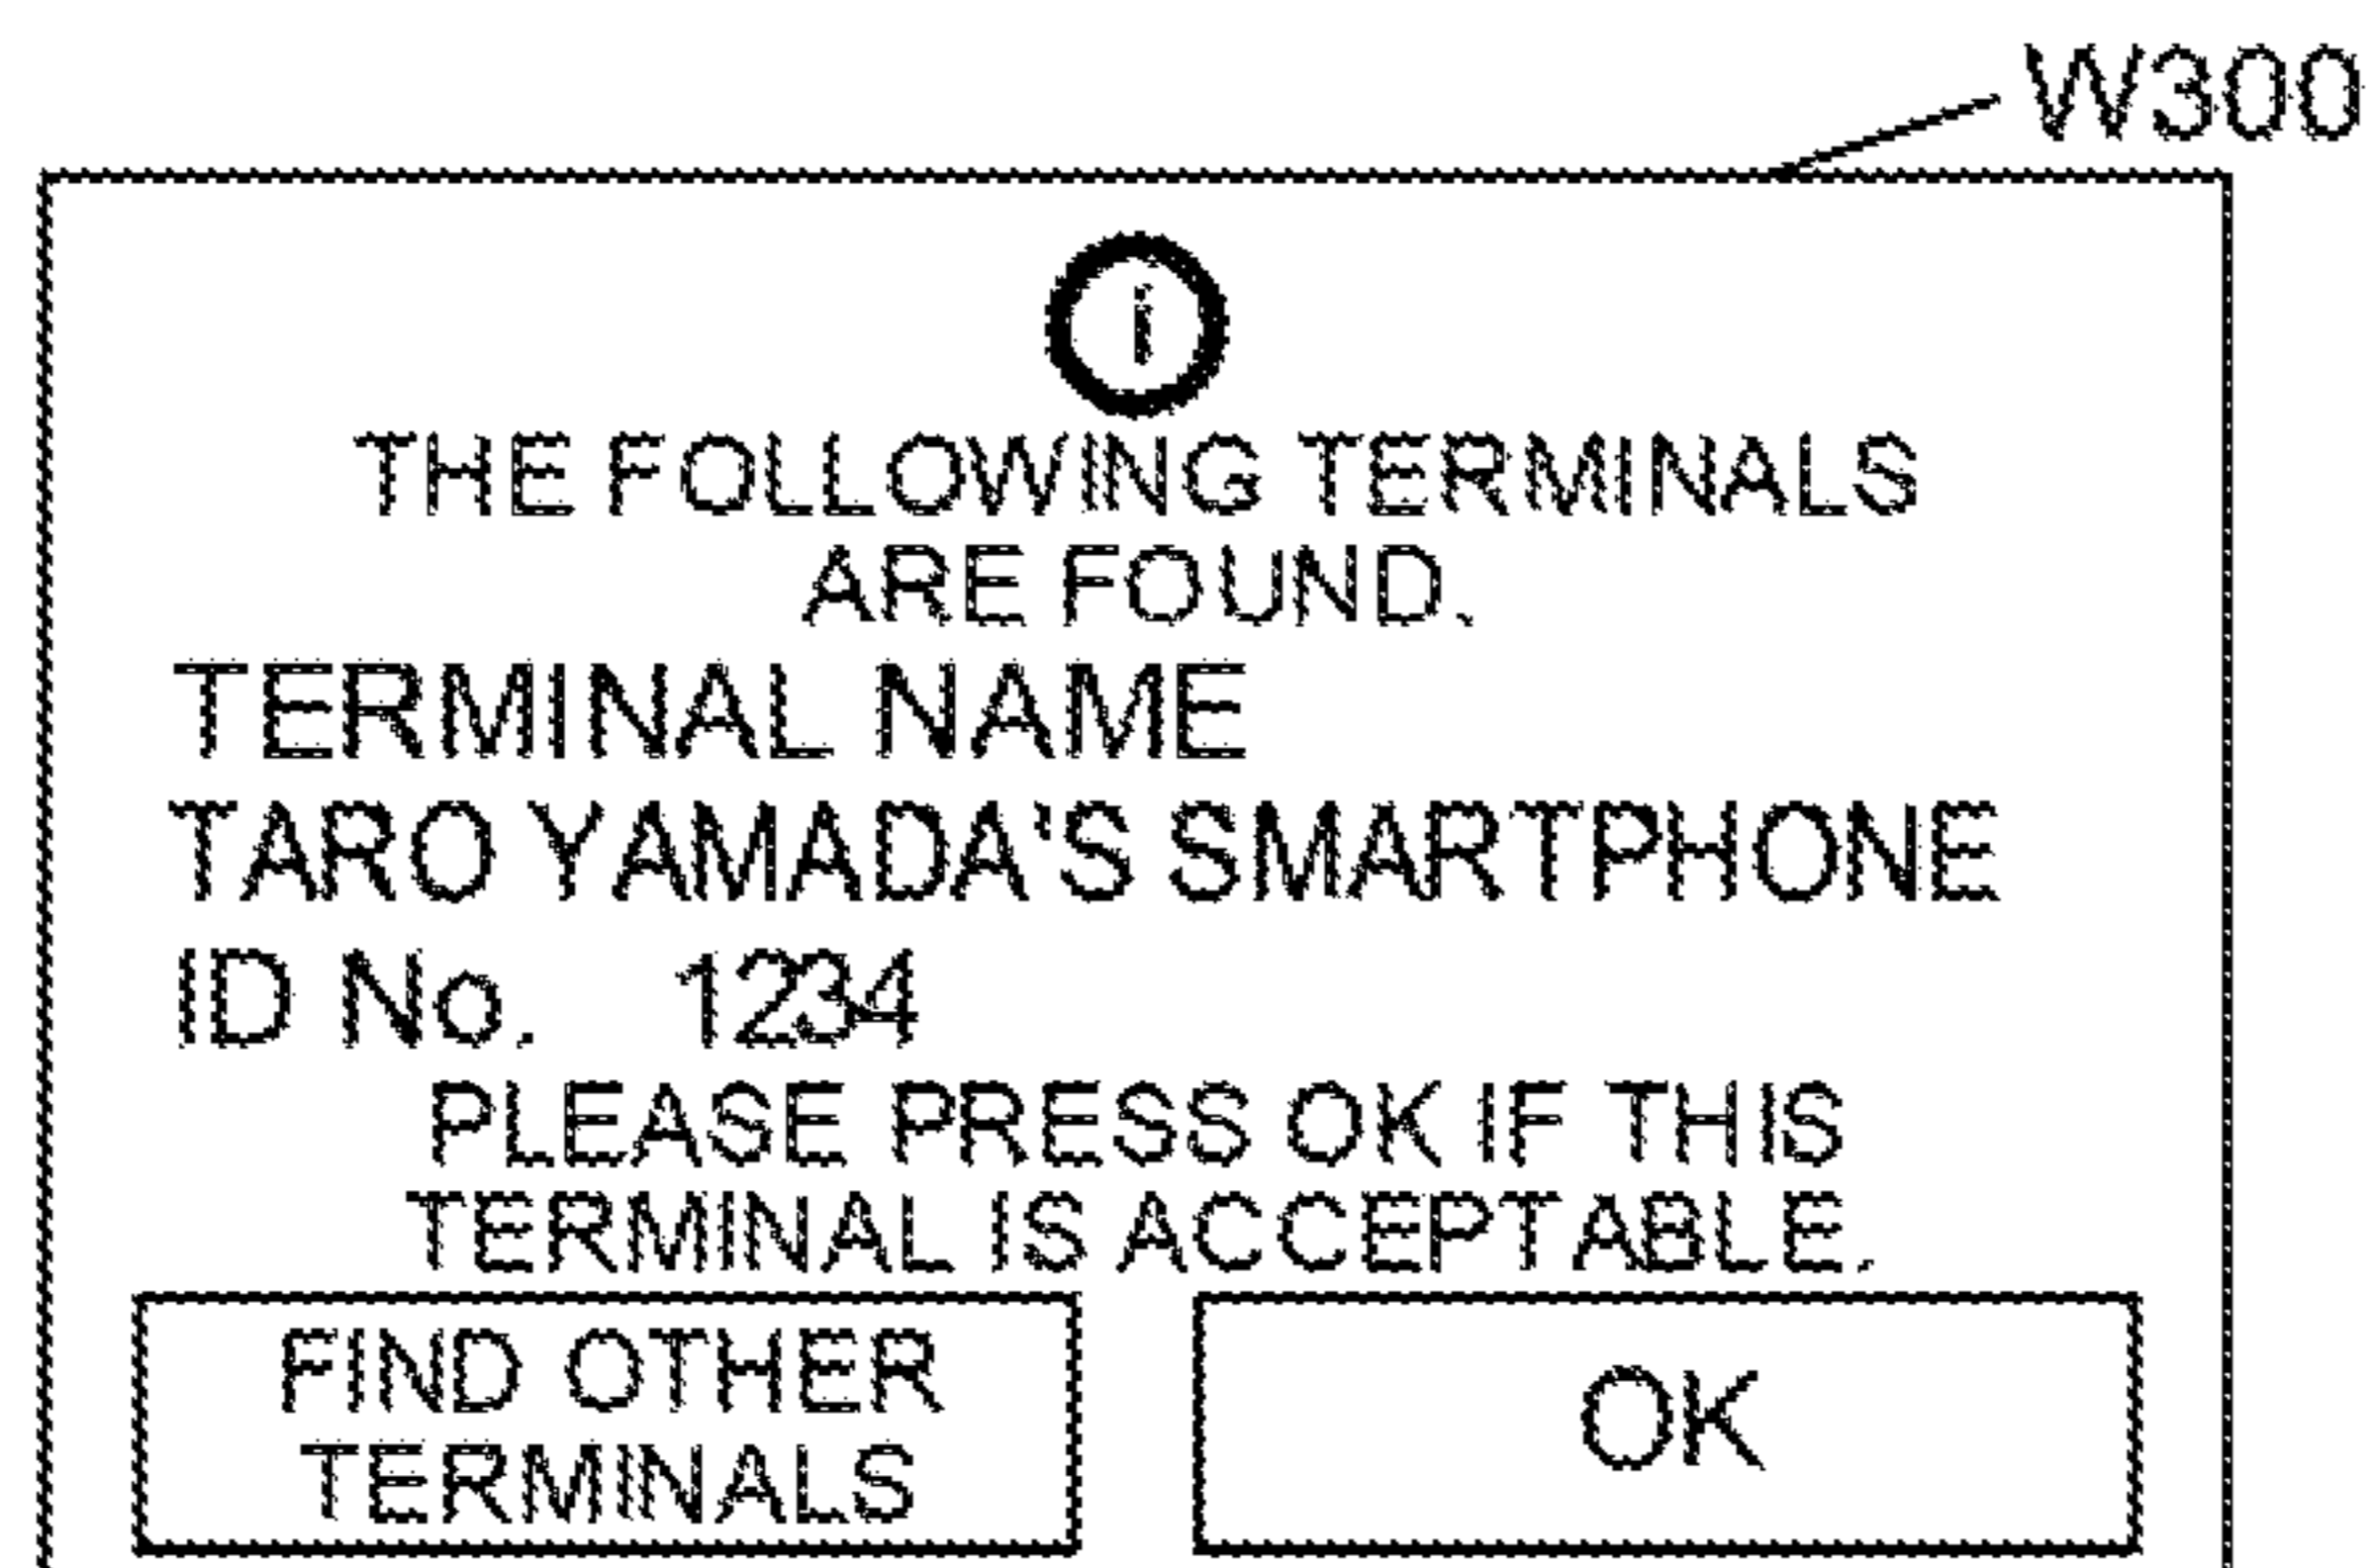 W300
i
THE FOLLOWING TERMINALS
ARE FOUND.
TERMINAL NAME
TARO YAMADA'S SMARTPHONE
ID No. 1234
PLEASE PRESS OK IF THIS
TERMINAL IS ACCEPTABLE.
FIND OTHER
TERMINALS
OK